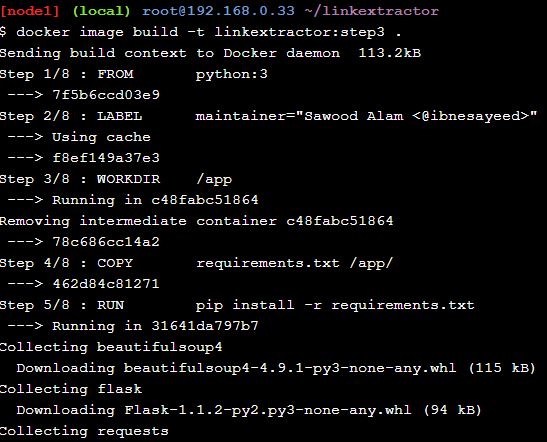 [node1] (local) root@192.168.0.33 ~/linkextractor
$ docker image build -t linkextractor:step3 .
Sending build context to Docker daemon  113.2kB
Step 1/8 : FROM       python:3
 ---> 7f5b6ccd03e9
Step 2/8 : LABEL      maintainer="Sawood Alam <@ibnesayeed>"
 ---> Using cache
 ---> f8ef149a37e3
Step 3/8 : WORKDIR    /app
 ---> Running in c48fabc51864
Removing intermediate container c48fabc51864
 ---> 78c686cc14a2
Step 4/8 : COPY       requirements.txt /app/
 ---> 462d84c81271
Step 5/8 : RUN        pip install -r requirements.txt
 ---> Running in 31641da797b7
Collecting beautifulsoup4
  Downloading beautifulsoup4-4.9.1-py3-none-any.whl (115 kB)
Collecting flask
  Downloading Flask-1.1.2-py2.py3-none-any.whl (94 kB)
Collecting requests